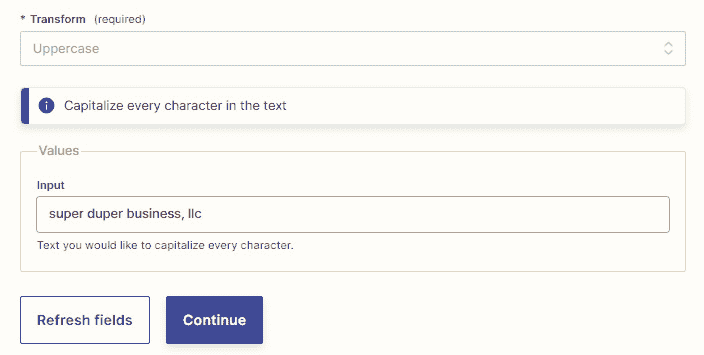 * Transform (required)
Uppercase
Capitalize every character in the text
Values
Input
super duper business, llc
Text you would like to capitalize every character.
Refresh fields Continue